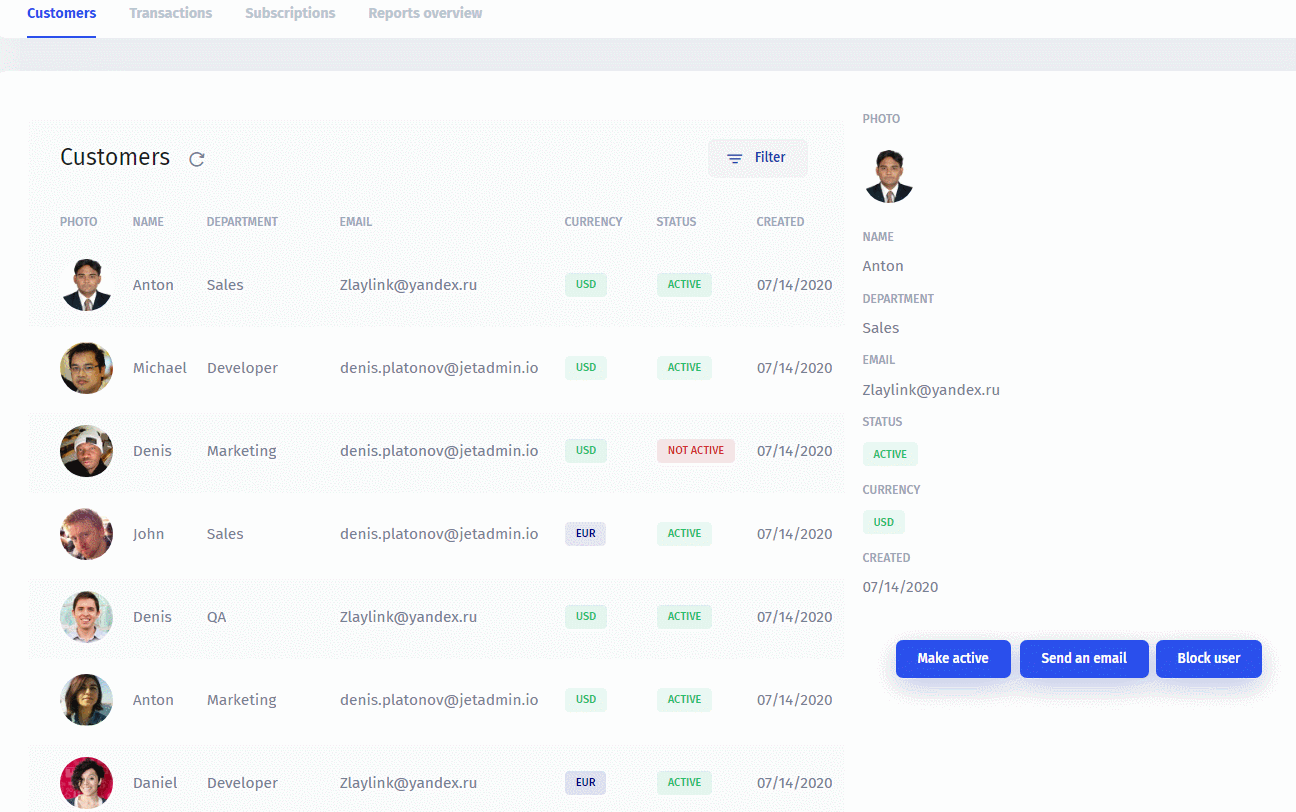 Customers Transactions Subscriptions Reports overview
Customers Filter
PHOTO NAME DEPARTMENT EMAIL CURRENCY STATUS CREATED
Anton Sales Zlaylink@yandex.ru USD ACTIVE 07/14/2020
Michael Developer denis.platonov@jetadmin.io USD ACTIVE 07/14/2020
Denis Marketing denis.platonov@jetadmin.io USD NOT ACTIVE 07/14/2020
John Sales denis.platonov@jetadmin.io EUR ACTIVE 07/14/2020
Denis QA Zlaylink@yandex.ru USD ACTIVE 07/14/2020
Anton Marketing denis.platonov@jetadmin.io USD ACTIVE 07/14/2020
Daniel Developer Zlaylink@yandex.ru EUR ACTIVE 07/14/2020
PHOTO
NAME
Anton
DEPARTMENT
Sales
EMAIL
Zlaylink@yandex.ru
STATUS
ACTIVE
CURRENCY
USD
CREATED
07/14/2020
Make active Send an email Block user